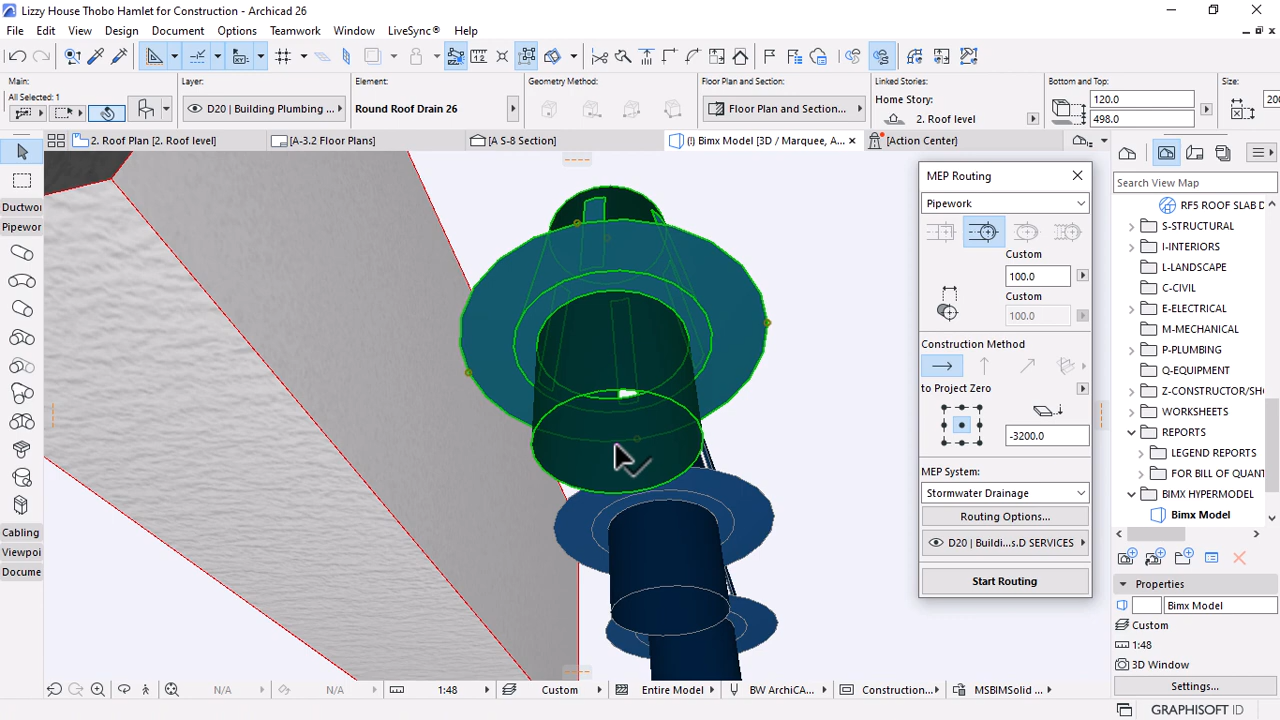 Lizzy House Thobo Hamlet for Construction - Archicad 26
File Edit View Design Document Options Teamwork Window LiveSync® Help
Main:
All Selected: 1
Layer:
D20 | Building Plumbing ...
Element:
Round Roof Drain 26
Geometry Method:
Floor Plan and Section:
Floor Plan and Section...
Linked Stories:
Home Story:
2. Roof level
Bottom and Top:
120.0
498.0
Size:
200
2. Roof Plan [2. Roof level]
[A-3.2 Floor Plans]
[A S-8 Section]
(!) Bimx Model [3D / Marquee, A...
[Action Center]
Ductwor
Pipewor
Cabling
Viewpoi
Docume
MEP Routing
Pipework
Custom
100.0
Custom
100.0
Construction Method
to Project Zero
-3200.0
MEP System:
Stormwater Drainage
Routing Options...
D20 | Buildi...s.D SERVICES
Start Routing
Search View Map
RF5 ROOF SLAB D
S-STRUCTURAL
I-INTERIORS
L-LANDSCAPE
C-CIVIL
E-ELECTRICAL
M-MECHANICAL
P-PLUMBING
Q-EQUIPMENT
Z-CONSTRUCTOR/SH
WORKSHEETS
REPORTS
LEGEND REPORTS
FOR BILL OF QUANT
BIMX HYPERMODEL
Bimx Model
Properties
Bimx Model
Custom
1:48
3D Window
Settings...
N/A
N/A
1:48
Custom
Entire Model
BW ArchiCA...
Construction...
MSBIMSolid ...
GRAPHISOFT ID